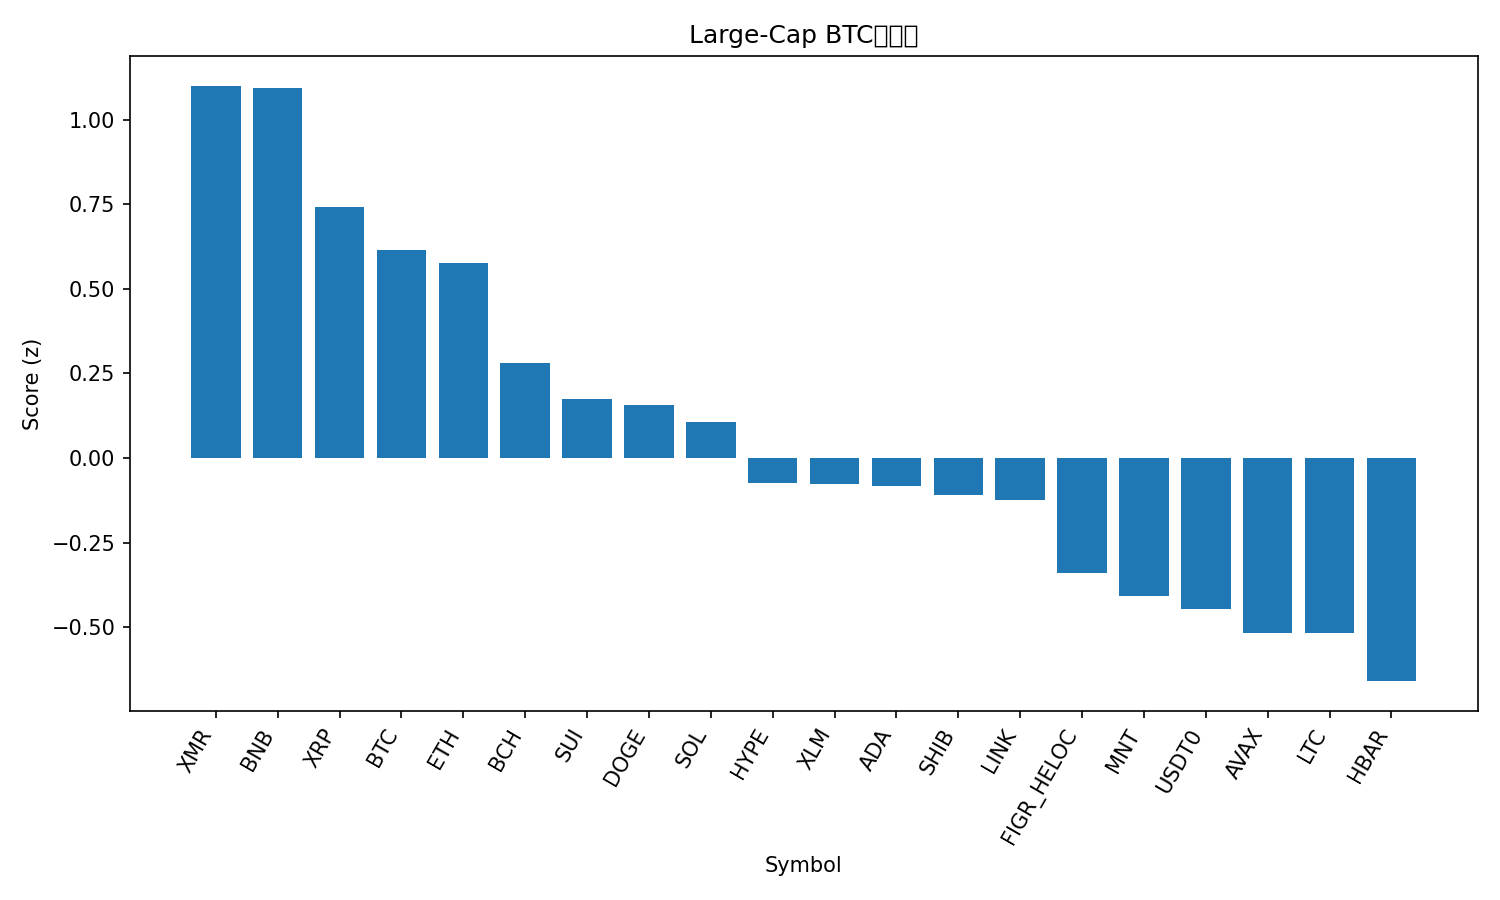 Large-Cap BTC
Score (z)
1.00
0.75
0.50
0.25
0.00
−0.25
−0.50
XMR
BNB
XRP
BTC
ETH
BCH
SUI
DOGE
SOL
HYPE
XLM
ADA
SHIB
LINK
FIGR_HELOC
MNT
USDT0
AVAX
LTC
HBAR
Symbol